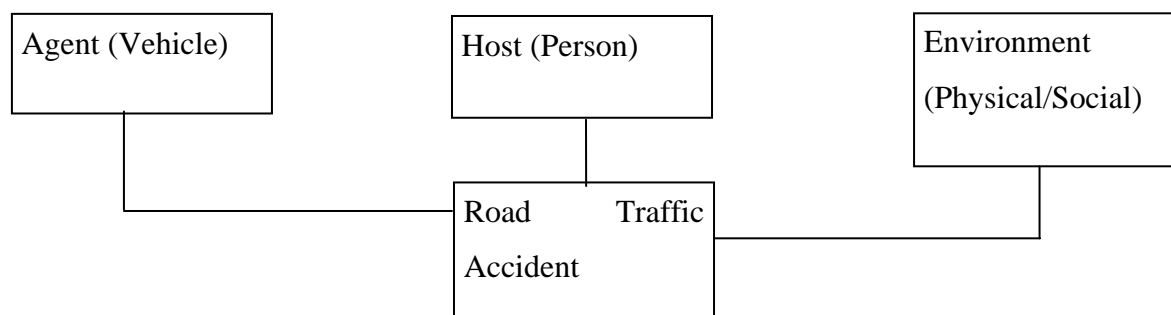 Agent (Vehicle)
Host (Person)
Environment
(Physical/Social)
Road Traffic
Accident